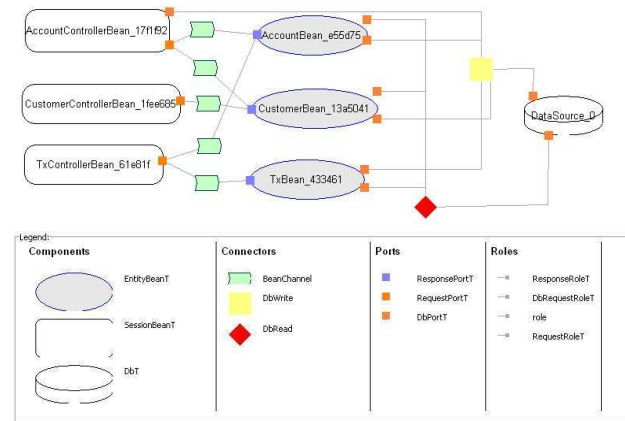 AccountControllerBean_17f1f92
AccountBean_e55d75
CustomerControllerBean_1fee685
CustomerBean_13a5041
DataSource_0
TxControllerBean_61e81f
TxBean_433461
Legend:
Components
Connectors
Ports
Roles
EntityBeanT
BeanChannel
ResponsePortT
ResponseRoleT
DbWrite
RequestPortT
DbRequestRoleT
SessionBeanT
DbRead
DbPortT
role
RequestRoleT
DbT